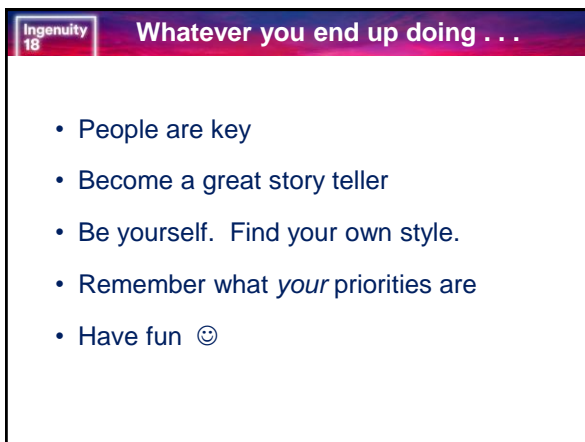 Ingenuity
18
Whatever you end up doing . . .
• People are key
• Become a great story teller
• Be yourself.  Find your own style.
• Remember what your priorities are
• Have fun ☺